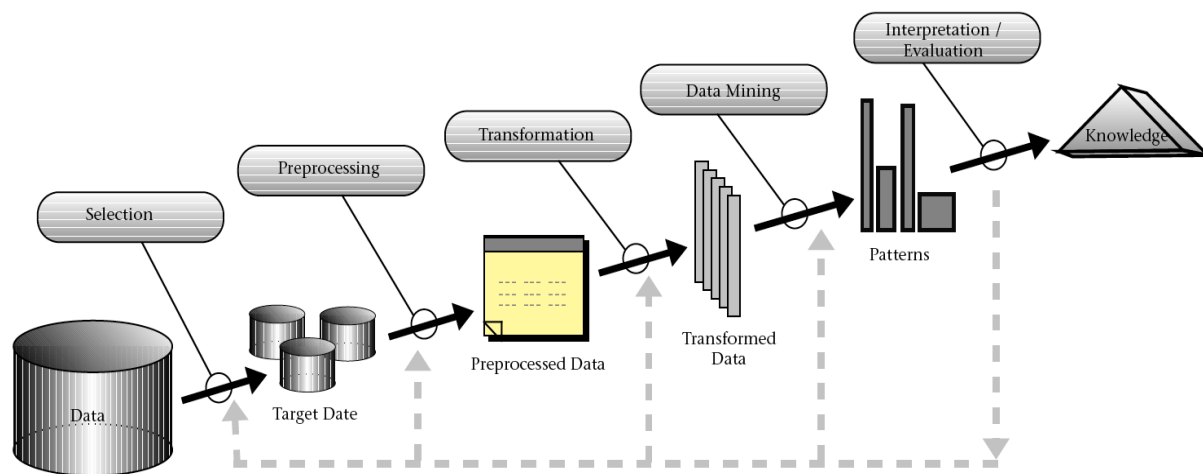 Interpretation /
Evaluation
Data Mining
Transformation
Preprocessing
Selection
Data
Target Date
Preprocessed Data
Transformed
Data
Patterns
Knowledge